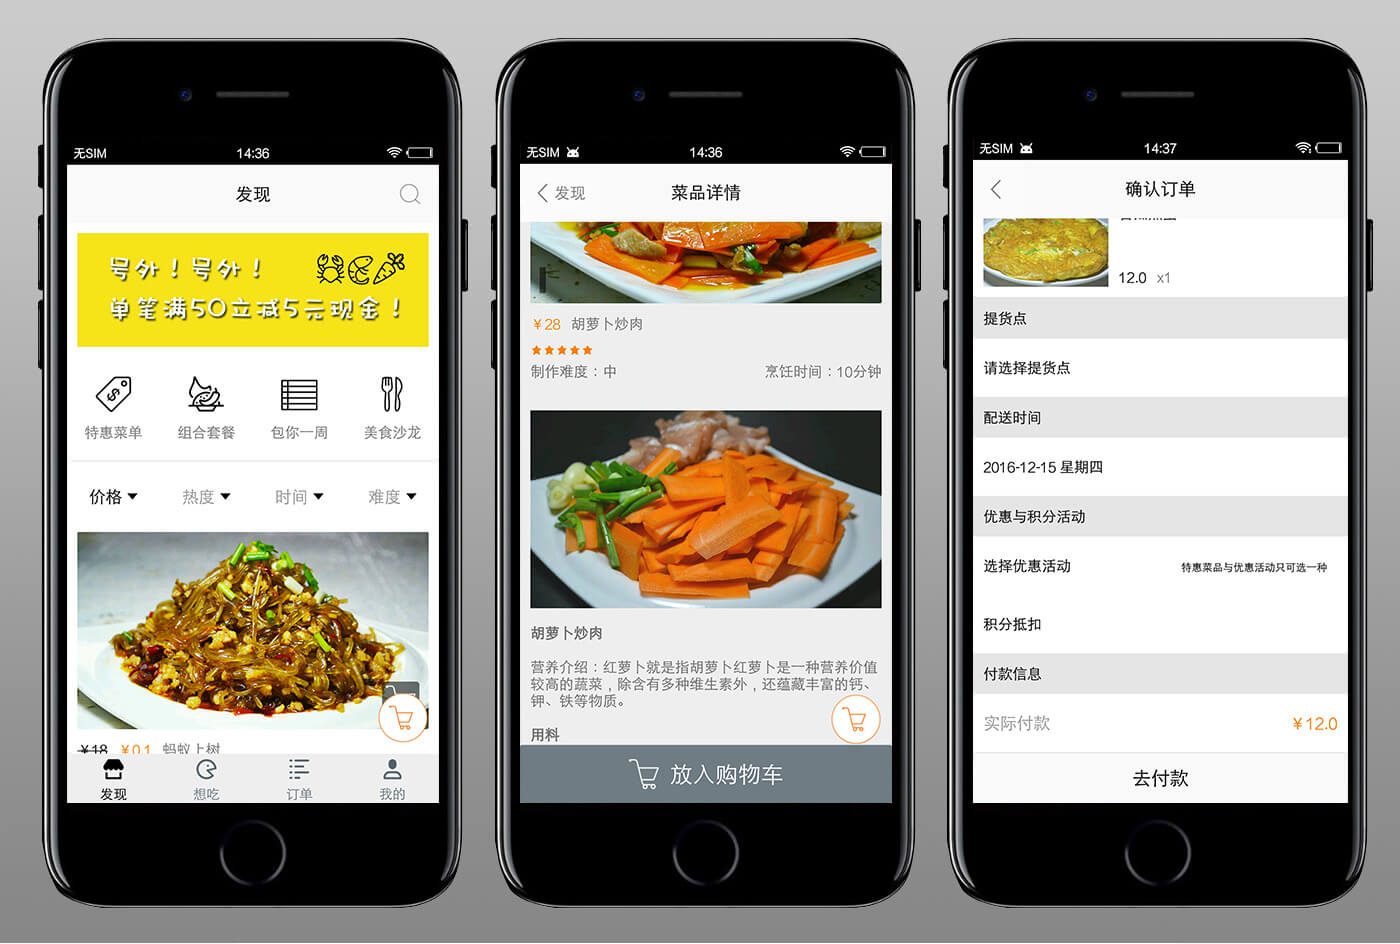 无SIM
14:36
发现
号外！号外！
单笔满50立减5元现金！
特惠菜单
组合套餐
包你一周
美食沙龙
价格
热度
时间
难度
¥18 ¥0.1 蚂蚁上树
发现
想吃
订单
我的
无SIM
14:36
发现
菜品详情
¥28 胡萝卜炒肉
制作难度：中
烹饪时间：10分钟
胡萝卜炒肉
营养介绍：红萝卜就是指胡萝卜红萝卜是一种营养价值
较高的蔬菜，除含有多种维生素外，还蕴藏丰富的钙、
钾、铁等物质。
用料
放入购物车
无SIM
14:37
确认订单
12.0 x1
提货点
请选择提货点
配送时间
2016-12-15 星期四
优惠与积分活动
选择优惠活动
特惠菜品与优惠活动只可选一种
积分抵扣
付款信息
实际付款
¥12.0
去付款